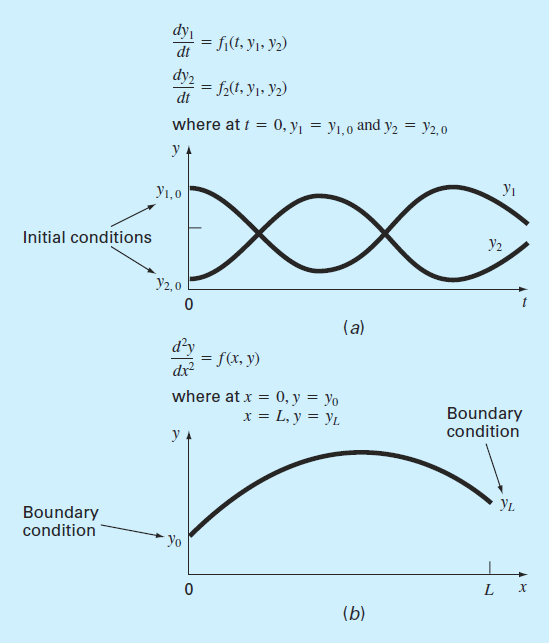 dy₁/dt = f₁(t, y₁, y₂)
dy₂/dt = f₂(t, y₁, y₂)
where at t = 0, y₁ = y₁,₀ and y₂ = y₂,₀
y
y₁,₀
y₁
Initial conditions
y₂
y₂,₀
0
t
(a)
d²y/dx² = f(x, y)
where at x = 0, y = y₀
x = L, y = y_L
y
Boundary
condition
y_L
Boundary
condition
y₀
0
L
x
(b)